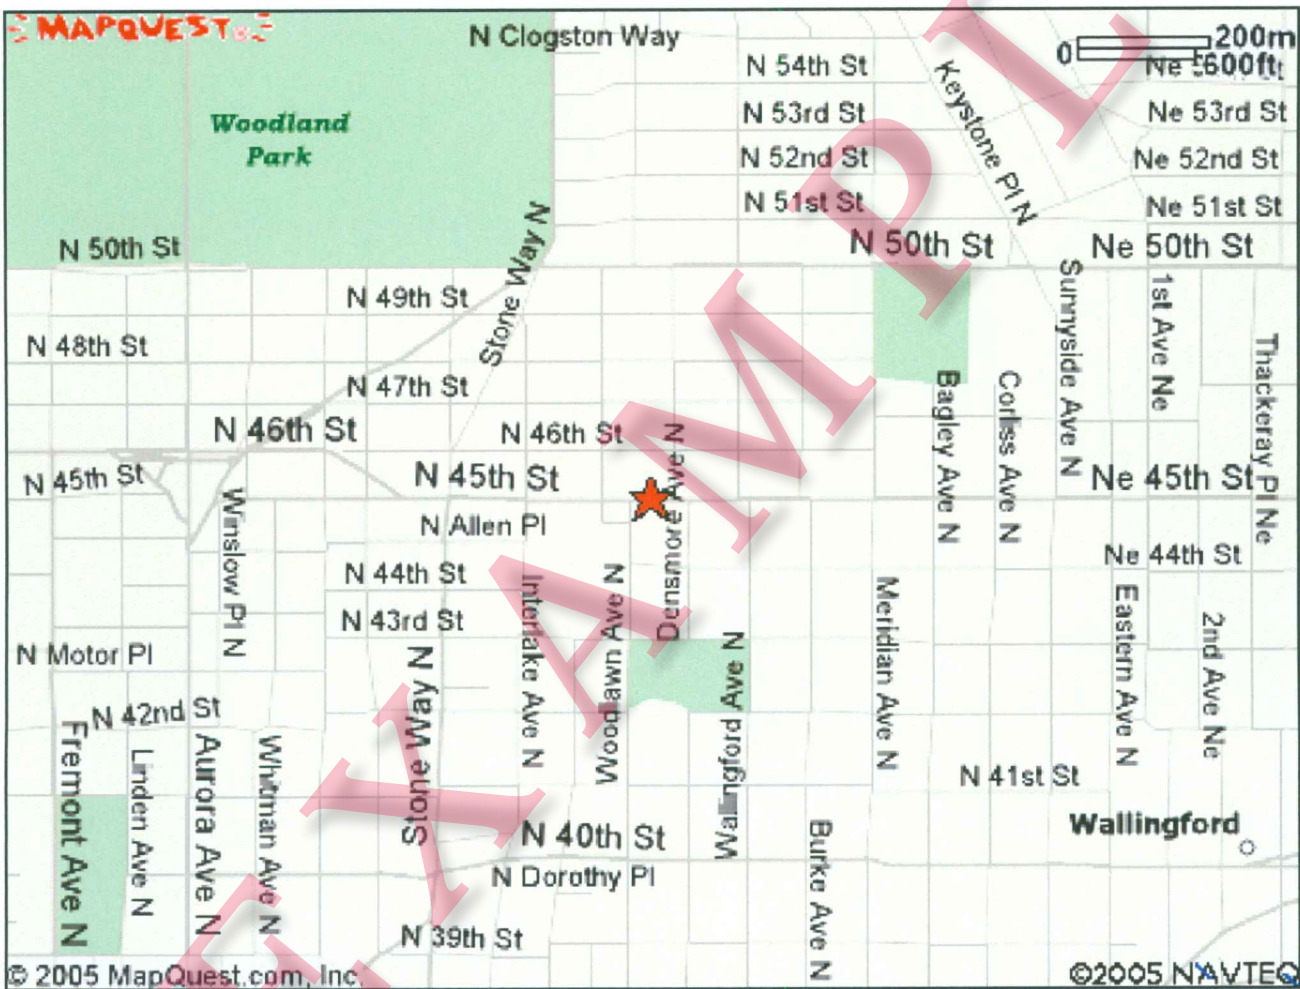 MAPQUEST
N Clogston Way
200m
0
600ft
N 54th St
Keystone Pl N
N 53rd St
Ne 53rd St
Woodland
Park
N 52nd St
Ne 52nd St
N 51st St
Ne 51st St
N 50th St
N 50th St
Ne 50th St
Stone Way N
N 49th St
Sunnyside Ave N
1st Ave Ne
N 48th St
Thackeray Pl Ne
N 47th St
Bagley Ave N
Corliss Ave N
N 46th St
N 46th St
N 45th St
N 45th St
Ne 45th St
Densmore Ave N
Winslow Pl N
N Allen Pl
Ne 44th St
N 44th St
Interlake Ave N
Woodlawn Ave N
Meridian Ave N
Eastern Ave N
N 43rd St
2nd Ave Ne
N Motor Pl
Stone Way N
Wallingford Ave N
N 42nd St
Fremont Ave N
Linden Ave N
Aurora Ave N
Whitman Ave N
N 41st St
Wallingford
N 40th St
Burke Ave N
N Dorothy Pl
N 39th St
© 2005 MapQuest.com, Inc.
©2005 NAVTEQ
EXAMPL